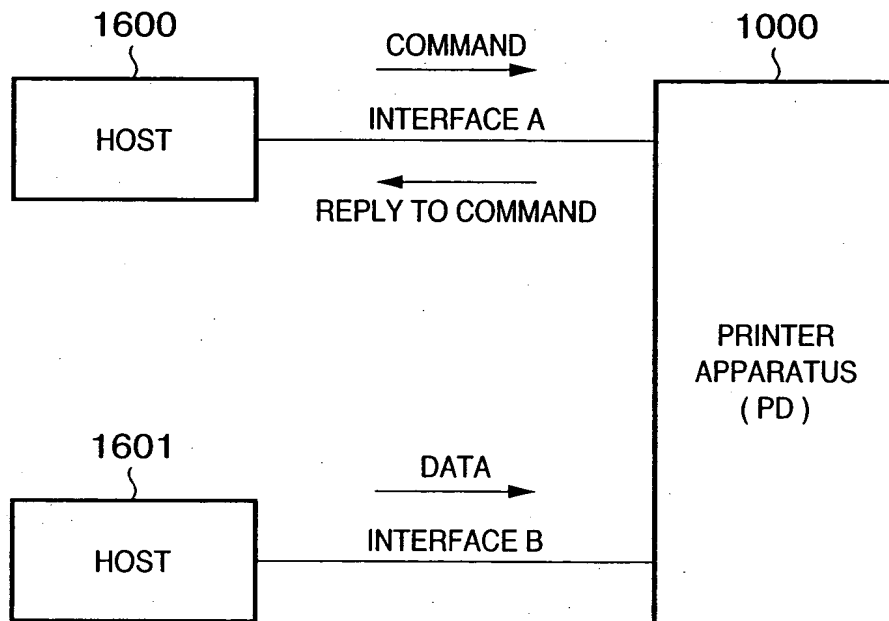 1600
1000
COMMAND
HOST
INTERFACE A
REPLY TO COMMAND
PRINTER
APPARATUS
( PD )
1601
DATA
HOST
INTERFACE B